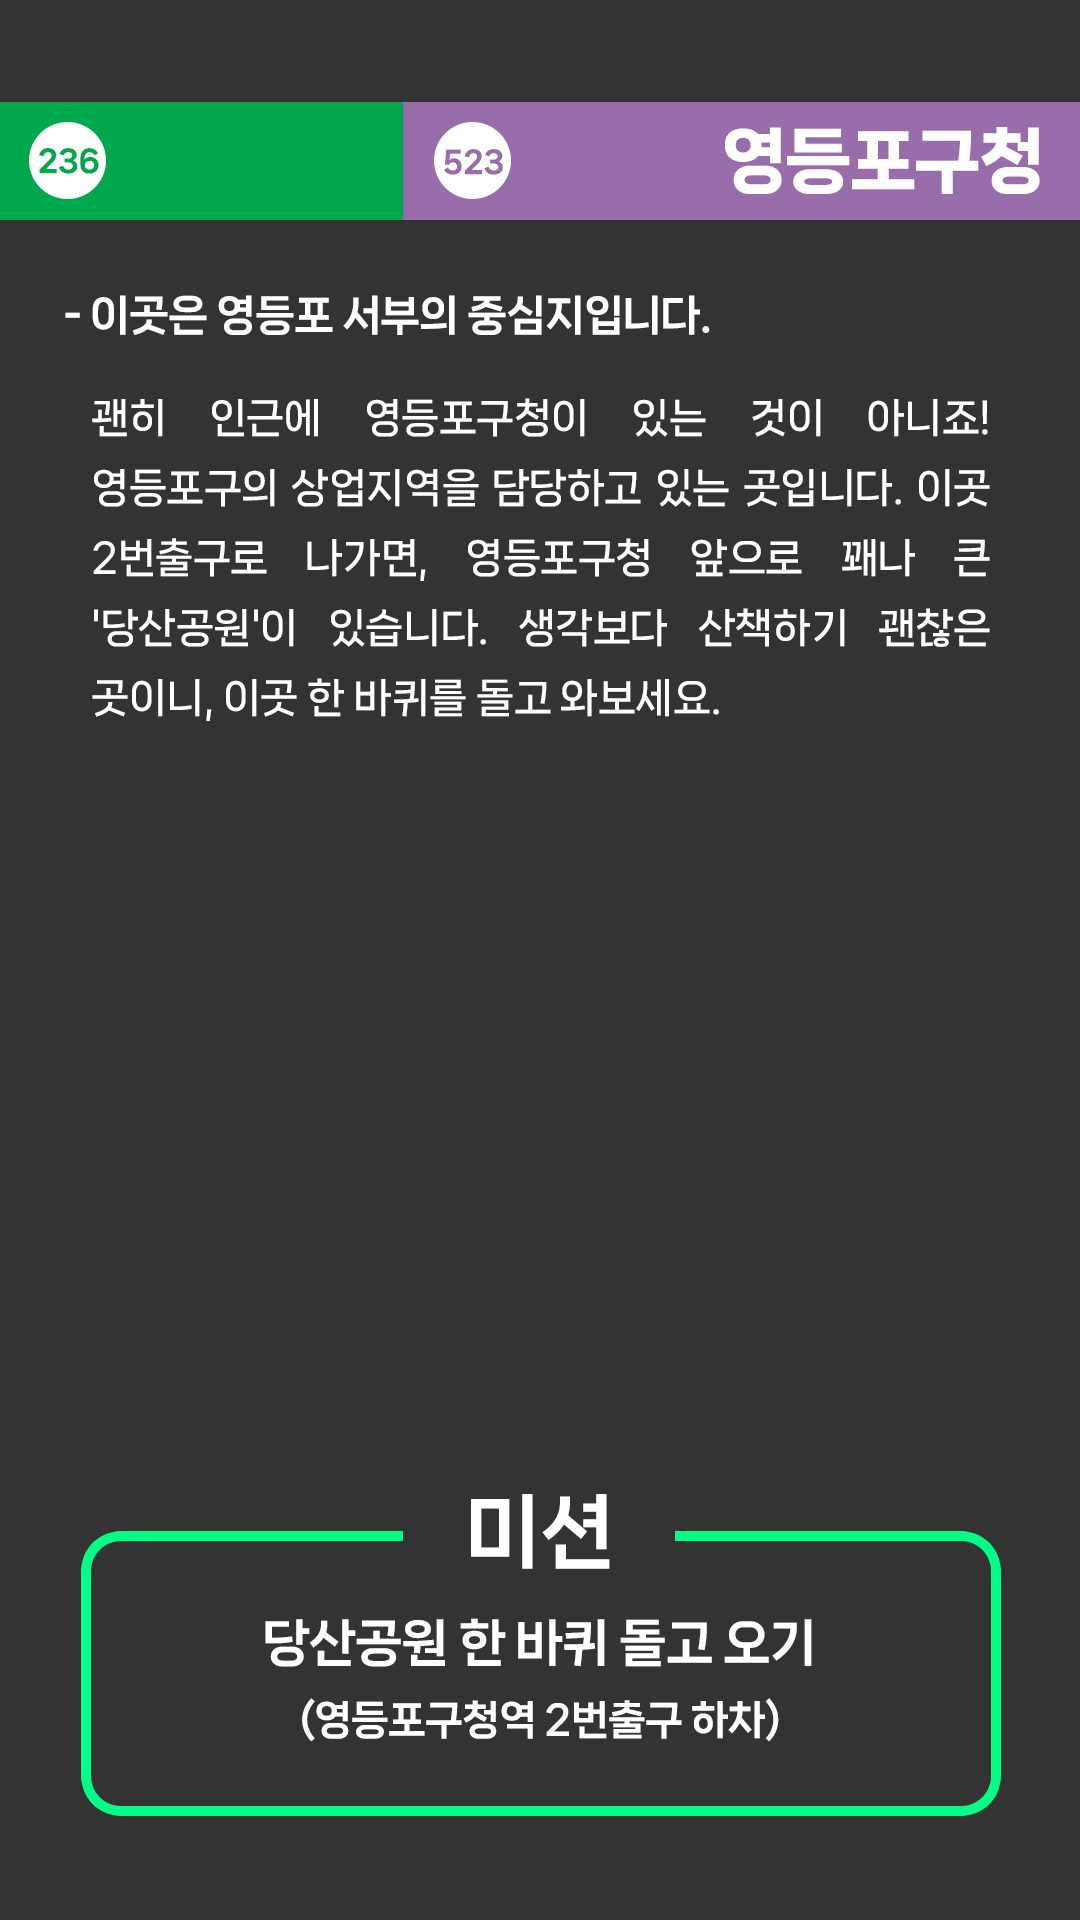 236 523 영등포구청
- 이곳은 영등포 서부의 중심지입니다.
괜히 인근에 영등포구청이 있는 것이 아니죠!
영등포구의 상업지역을 담당하고 있는 곳입니다. 이곳
2번출구로 나가면, 영등포구청 앞으로 꽤나 큰
'당산공원'이 있습니다. 생각보다 산책하기 괜찮은
곳이니, 이곳 한 바퀴를 돌고 와보세요.
미션
당산공원 한 바퀴 돌고 오기
(영등포구청역 2번출구 하차)